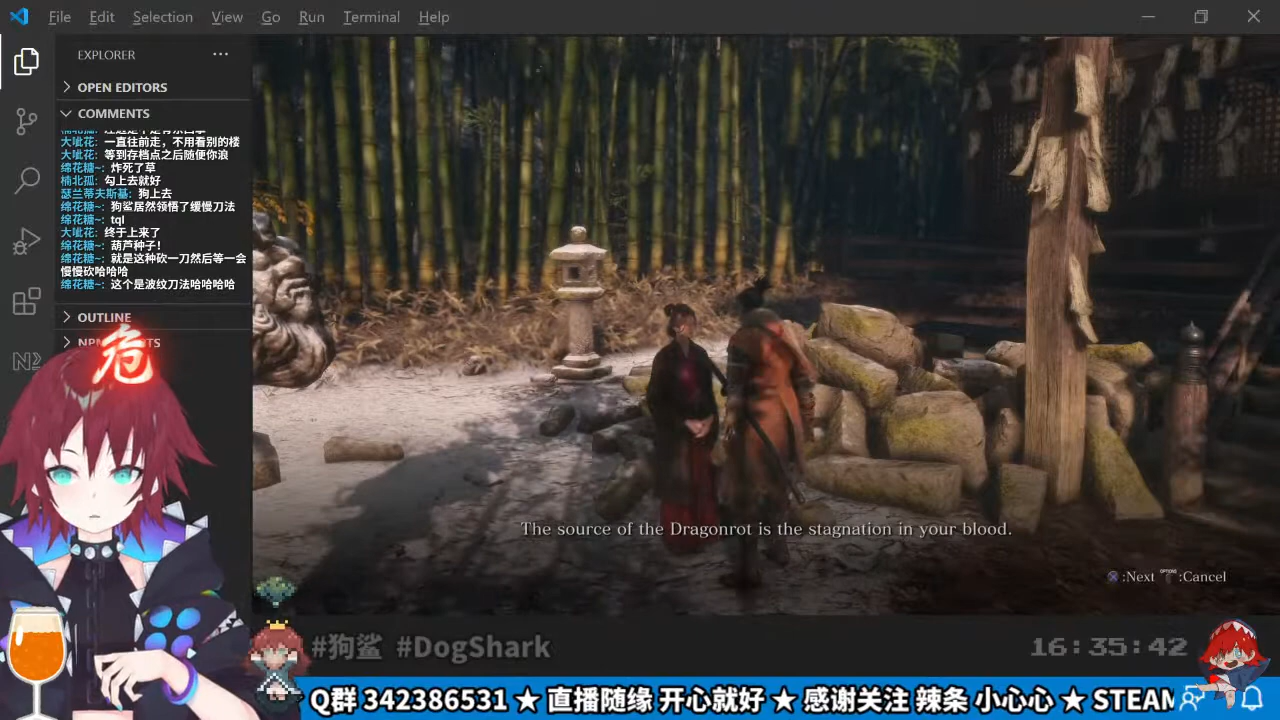 File Edit Selection View Go Run Terminal Help
EXPLORER ...
OPEN EDITORS
COMMENTS
大呲花: 一直往前走，不用看别的楼
大呲花: 等到存档点之后随便你浪
绵花糖~: 炸死了草
楠北孤: 勾上去就好
瑟兰蒂夫斯基: 狗上去
绵花糖~: 狗鲨居然领悟了缓慢刀法
绵花糖~: tql
大呲花: 终于上来了
绵花糖~: 葫芦种子！
绵花糖~: 就是这种砍一刀然后等一会
慢慢砍哈哈哈
绵花糖~: 这个是波纹刀法哈哈哈哈
OUTLINE
危
The source of the Dragonrot is the stagnation in your blood.
:Next OPTIONS :Cancel
#狗鲨 #DogShark
16:35:42
Q群 342386531 ★ 直播随缘 开心就好 ★ 感谢关注 辣条 小心心 ★ STEAM